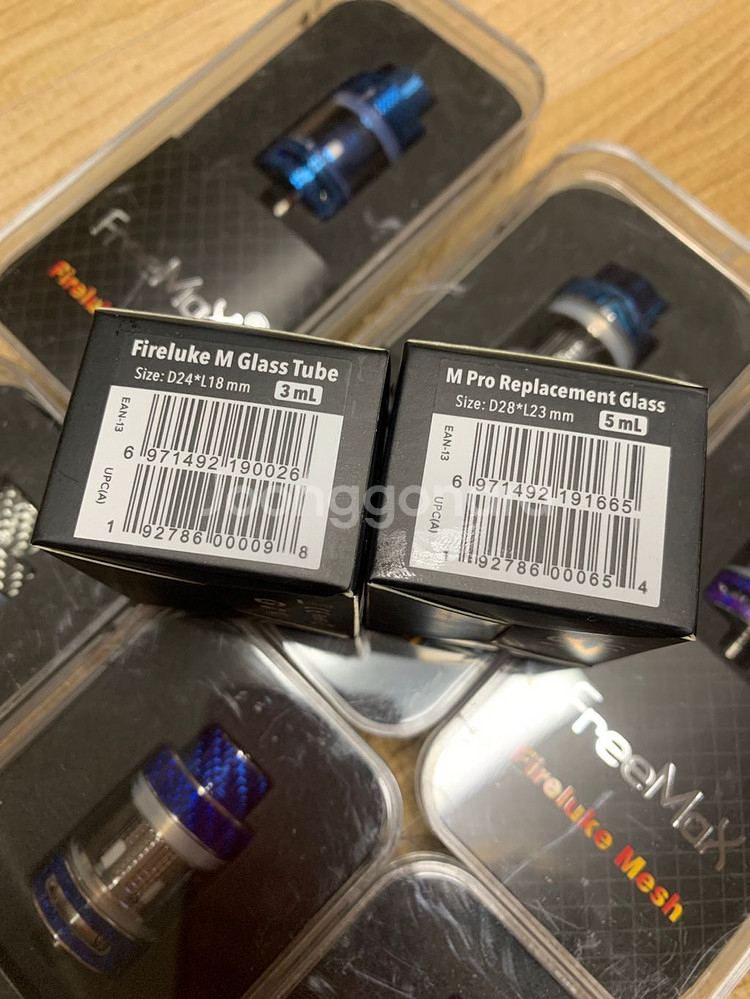 FreeMax
Fireluke
Fireluke M Glass Tube
Size: D24*L18 mm
3 mL
EAN-13
6 971492 190026
UPC(A)
1 92786 00009 8
M Pro Replacement Glass
Size: D28*L23 mm
5 mL
EAN-13
6 971492 191665
UPC(A)
1 92786 00065 4
FreeMax
Fireluke Mesh